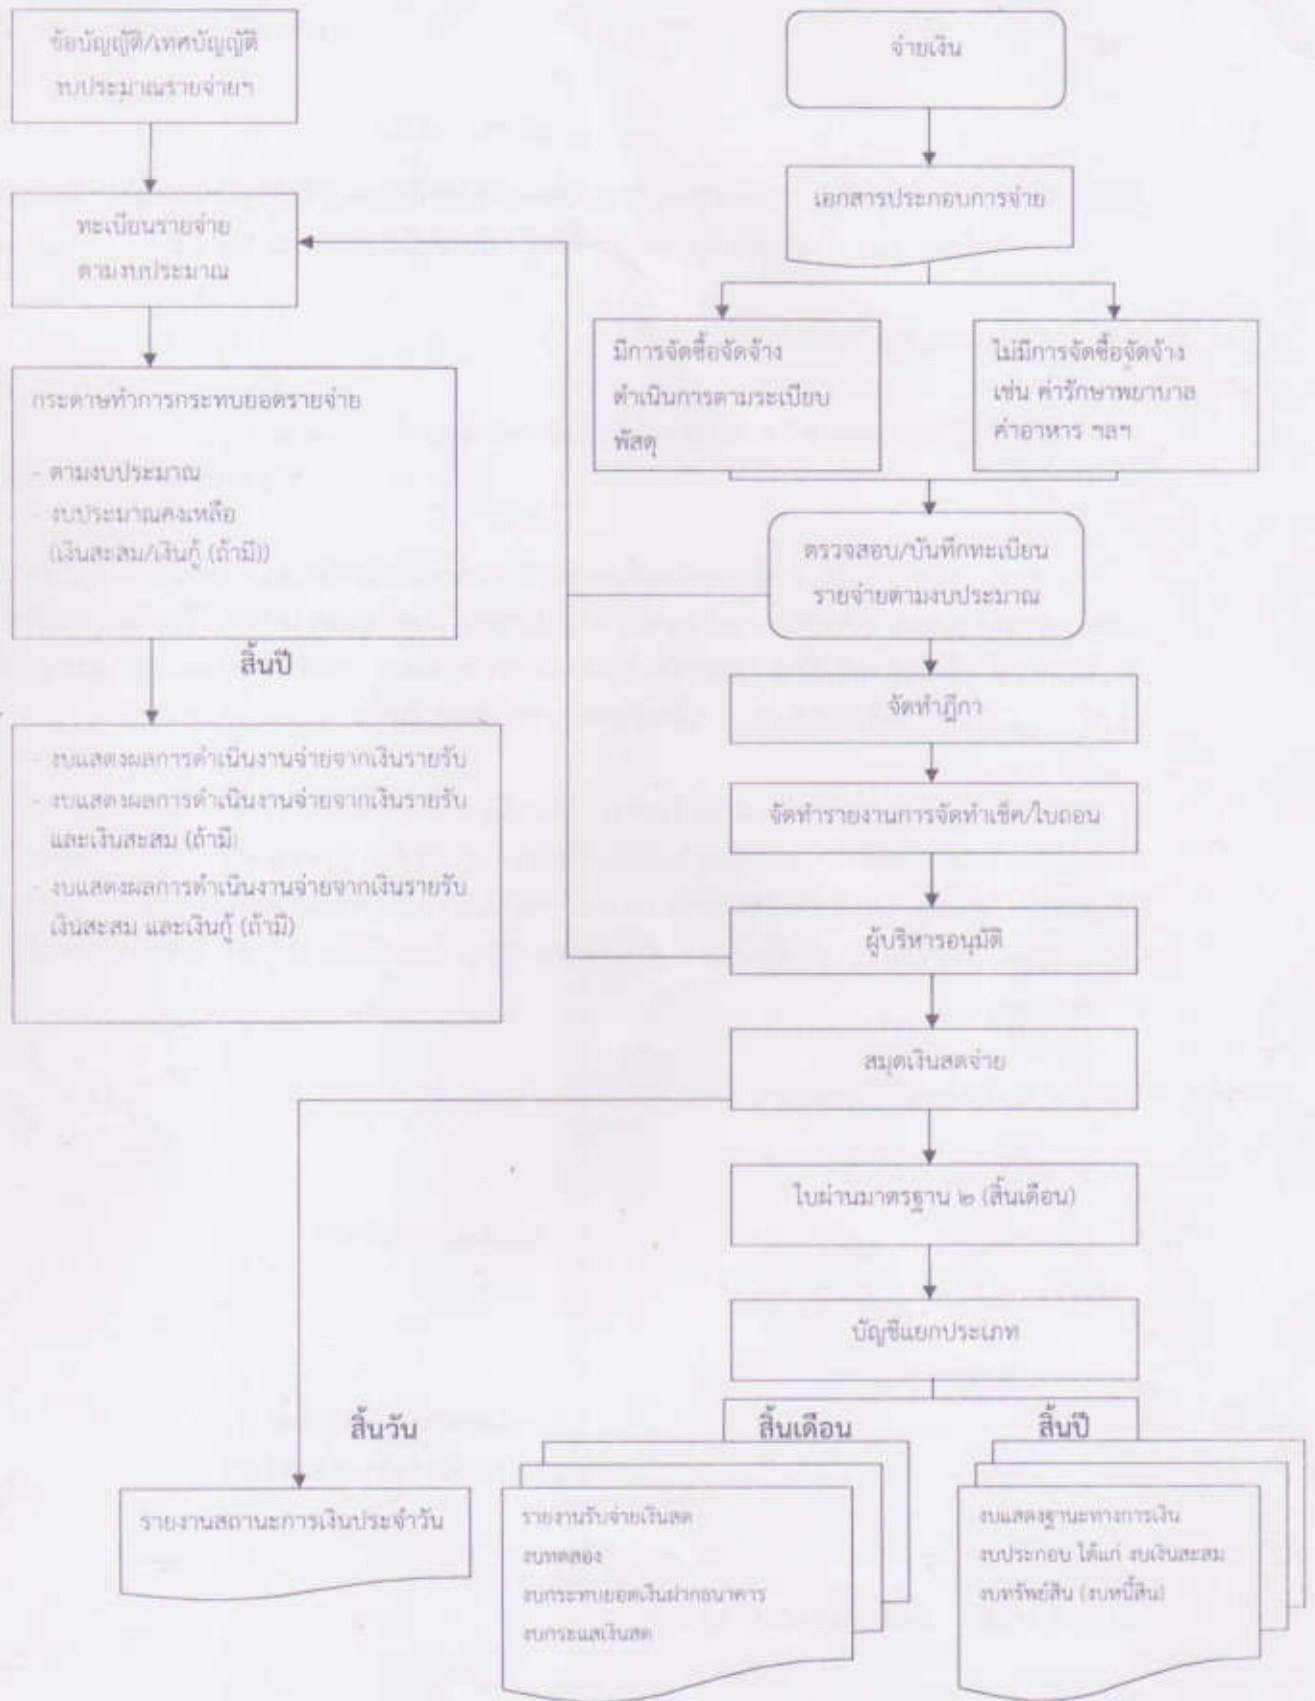 ข้อบัญญัติ/เทศบัญญัติ
งบประมาณรายจ่ายฯ
ทะเบียนรายจ่าย
ตามงบประมาณ
กระดาษทำการกระทบยอดรายจ่าย
- ตามงบประมาณ
- งบประมาณคงเหลือ
(เงินสะสม/เงินกู้ (ถ้ามี))
สิ้นปี
- งบแสดงผลการดำเนินงานจ่ายจากเงินรายรับ
- งบแสดงผลการดำเนินงานจ่ายจากเงินรายรับ
และเงินสะสม (ถ้ามี)
- งบแสดงผลการดำเนินงานจ่ายจากเงินรายรับ
เงินสะสม และเงินกู้ (ถ้ามี)
จ่ายเงิน
เอกสารประกอบการจ่าย
มีการจัดซื้อจัดจ้าง
ดำเนินการตามระเบียบ
พัสดุ
ไม่มีการจัดซื้อจัดจ้าง
เช่น ค่ารักษาพยาบาล
ค่าอาหาร ฯลฯ
ตรวจสอบ/บันทึกทะเบียน
รายจ่ายตามงบประมาณ
จัดทำฎีกา
จัดทำรายงานการจัดทำเช็ค/ใบถอน
ผู้บริหารอนุมัติ
สมุดเงินสดจ่าย
ใบผ่านมาตรฐาน ๒ (สิ้นเดือน)
บัญชีแยกประเภท
สิ้นวัน
รายงานสถานะการเงินประจำวัน
สิ้นเดือน
รายงานรับจ่ายเงินสด
งบทดลอง
งบกระทบยอดเงินฝากธนาคาร
งบกระแสเงินสด
สิ้นปี
งบแสดงฐานะทางการเงิน
งบประกอบ ได้แก่ งบเงินสะสม
งบทรัพย์สิน (งบหนี้สิน)